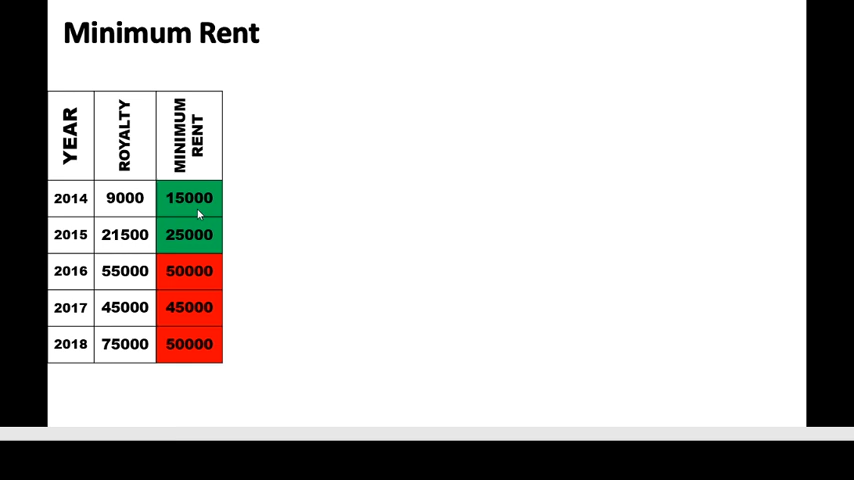 Minimum Rent
YEAR ROYALTY MINIMUM RENT
2014 9000 15000
2015 21500 25000
2016 55000 50000
2017 45000 45000
2018 75000 50000